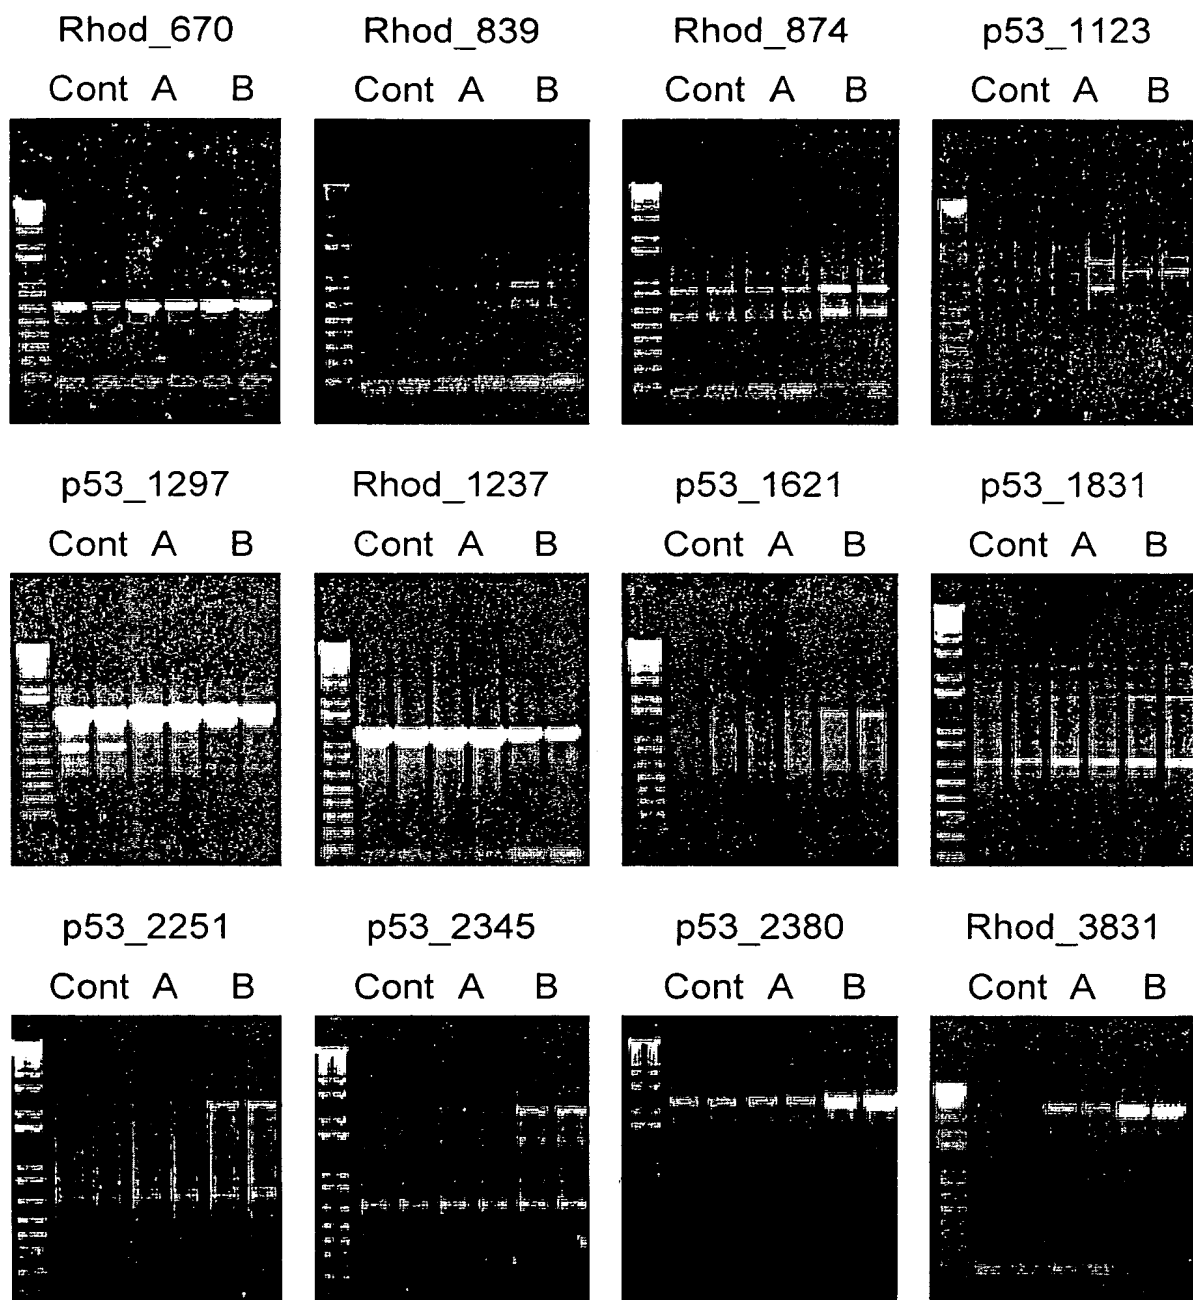 Rhod_670 Rhod_839 Rhod_874 p53_1123
Cont A B Cont A B Cont A B Cont A B
p53_1297 Rhod_1237 p53_1621 p53_1831
Cont A B Cont A B Cont A B Cont A B
p53_2251 p53_2345 p53_2380 Rhod_3831
Cont A B Cont A B Cont A B Cont A B